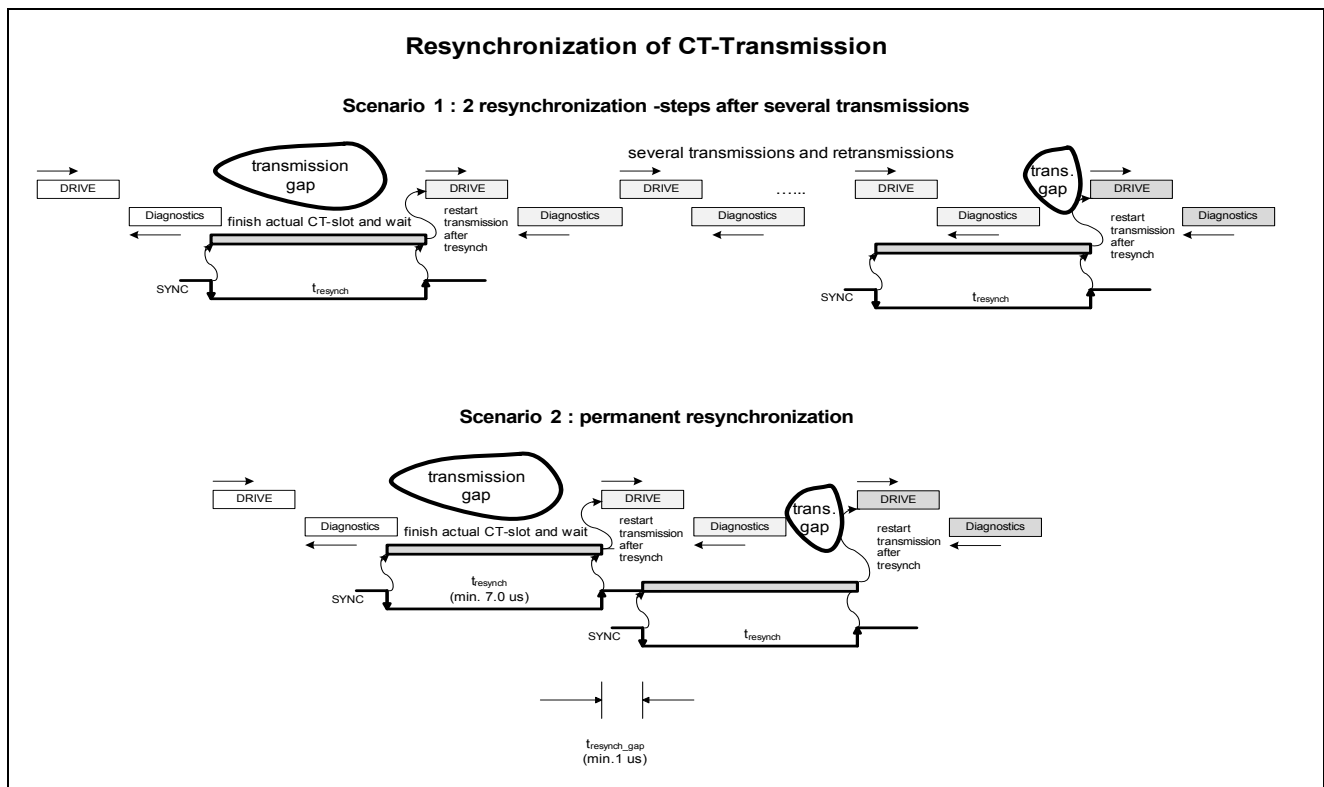 Resynchronization of CT-Transmission
Scenario 1 : 2 resynchronization -steps after several transmissions
transmission
gap
several transmissions and retransmissions
trans.
gap
DRIVE
DRIVE
DRIVE
…...
DRIVE
DRIVE
Diagnostics
finish actual CT-slot and wait
restart
transmission
after
tresynch
Diagnostics
Diagnostics
Diagnostics
restart
transmission
after
tresynch
Diagnostics
SYNC
tresynch
SYNC
tresynch
Scenario 2 : permanent resynchronization
transmission
gap
trans.
gap
DRIVE
DRIVE
DRIVE
Diagnostics
finish actual CT-slot and wait
restart
transmission
after
tresynch
Diagnostics
restart
transmission
after
tresynch
Diagnostics
SYNC
tresynch
(min. 7.0 us)
SYNC
tresynch
tresynch_gap
(min.1 us)